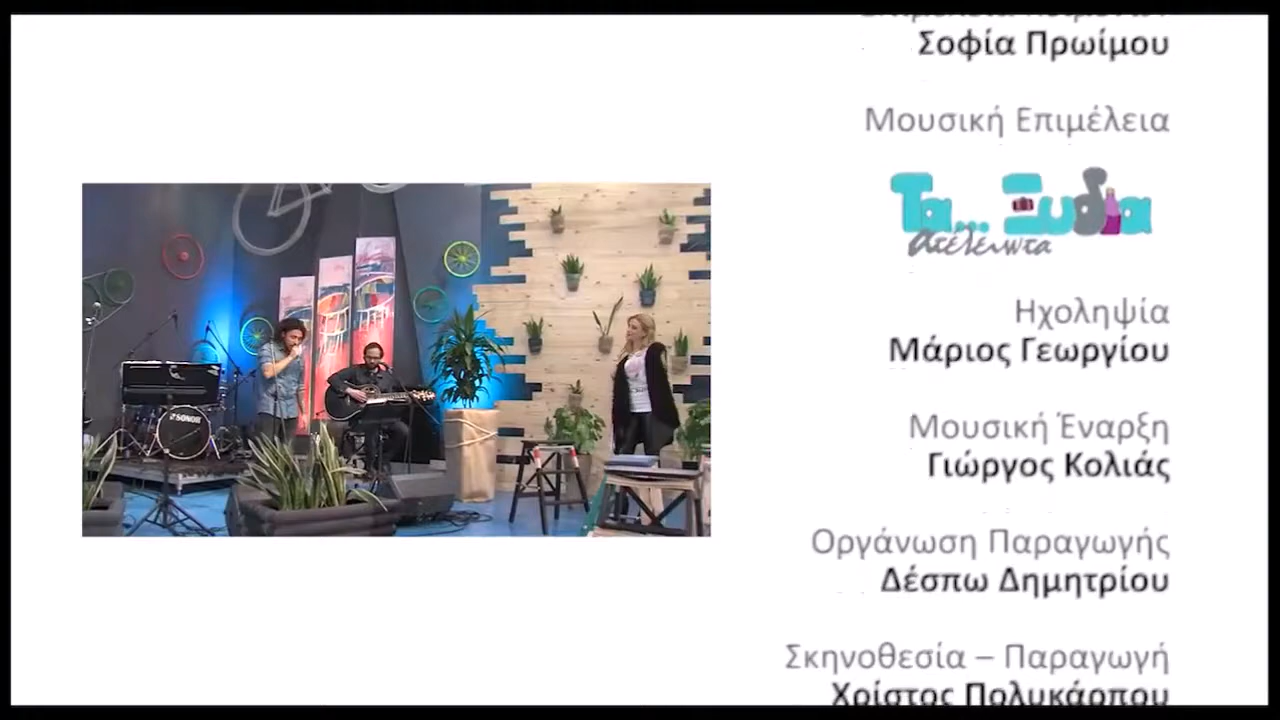 Σοφία Πρωίμου
Μουσική Επιμέλεια
Τα... Ξυδια
ατέλειωτα
Ηχοληψία
Μάριος Γεωργίου
Μουσική Έναρξη
Γιώργος Κολιάς
Οργάνωση Παραγωγής
Δέσπω Δημητρίου
Σκηνοθεσία – Παραγωγή
Χρίστος Πολυκάρπου
SONOR